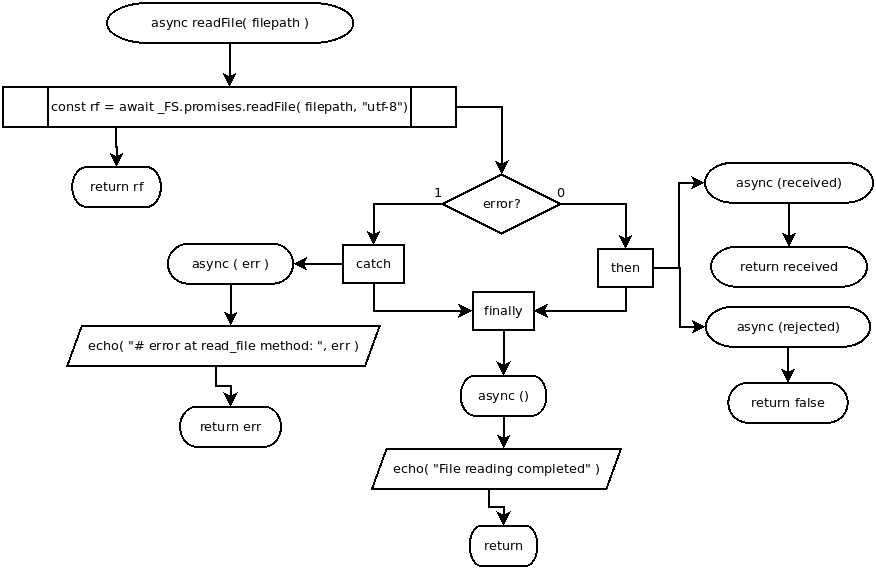 async readFile( filepath )
const rf = await _FS.promises.readFile( filepath, "utf-8")
return rf
1
error?
0
async (received)
return received
async ( err )
catch
then
finally
async (rejected)
echo( "# error at read_file method: ", err )
return err
async ()
return false
echo( "File reading completed" )
return